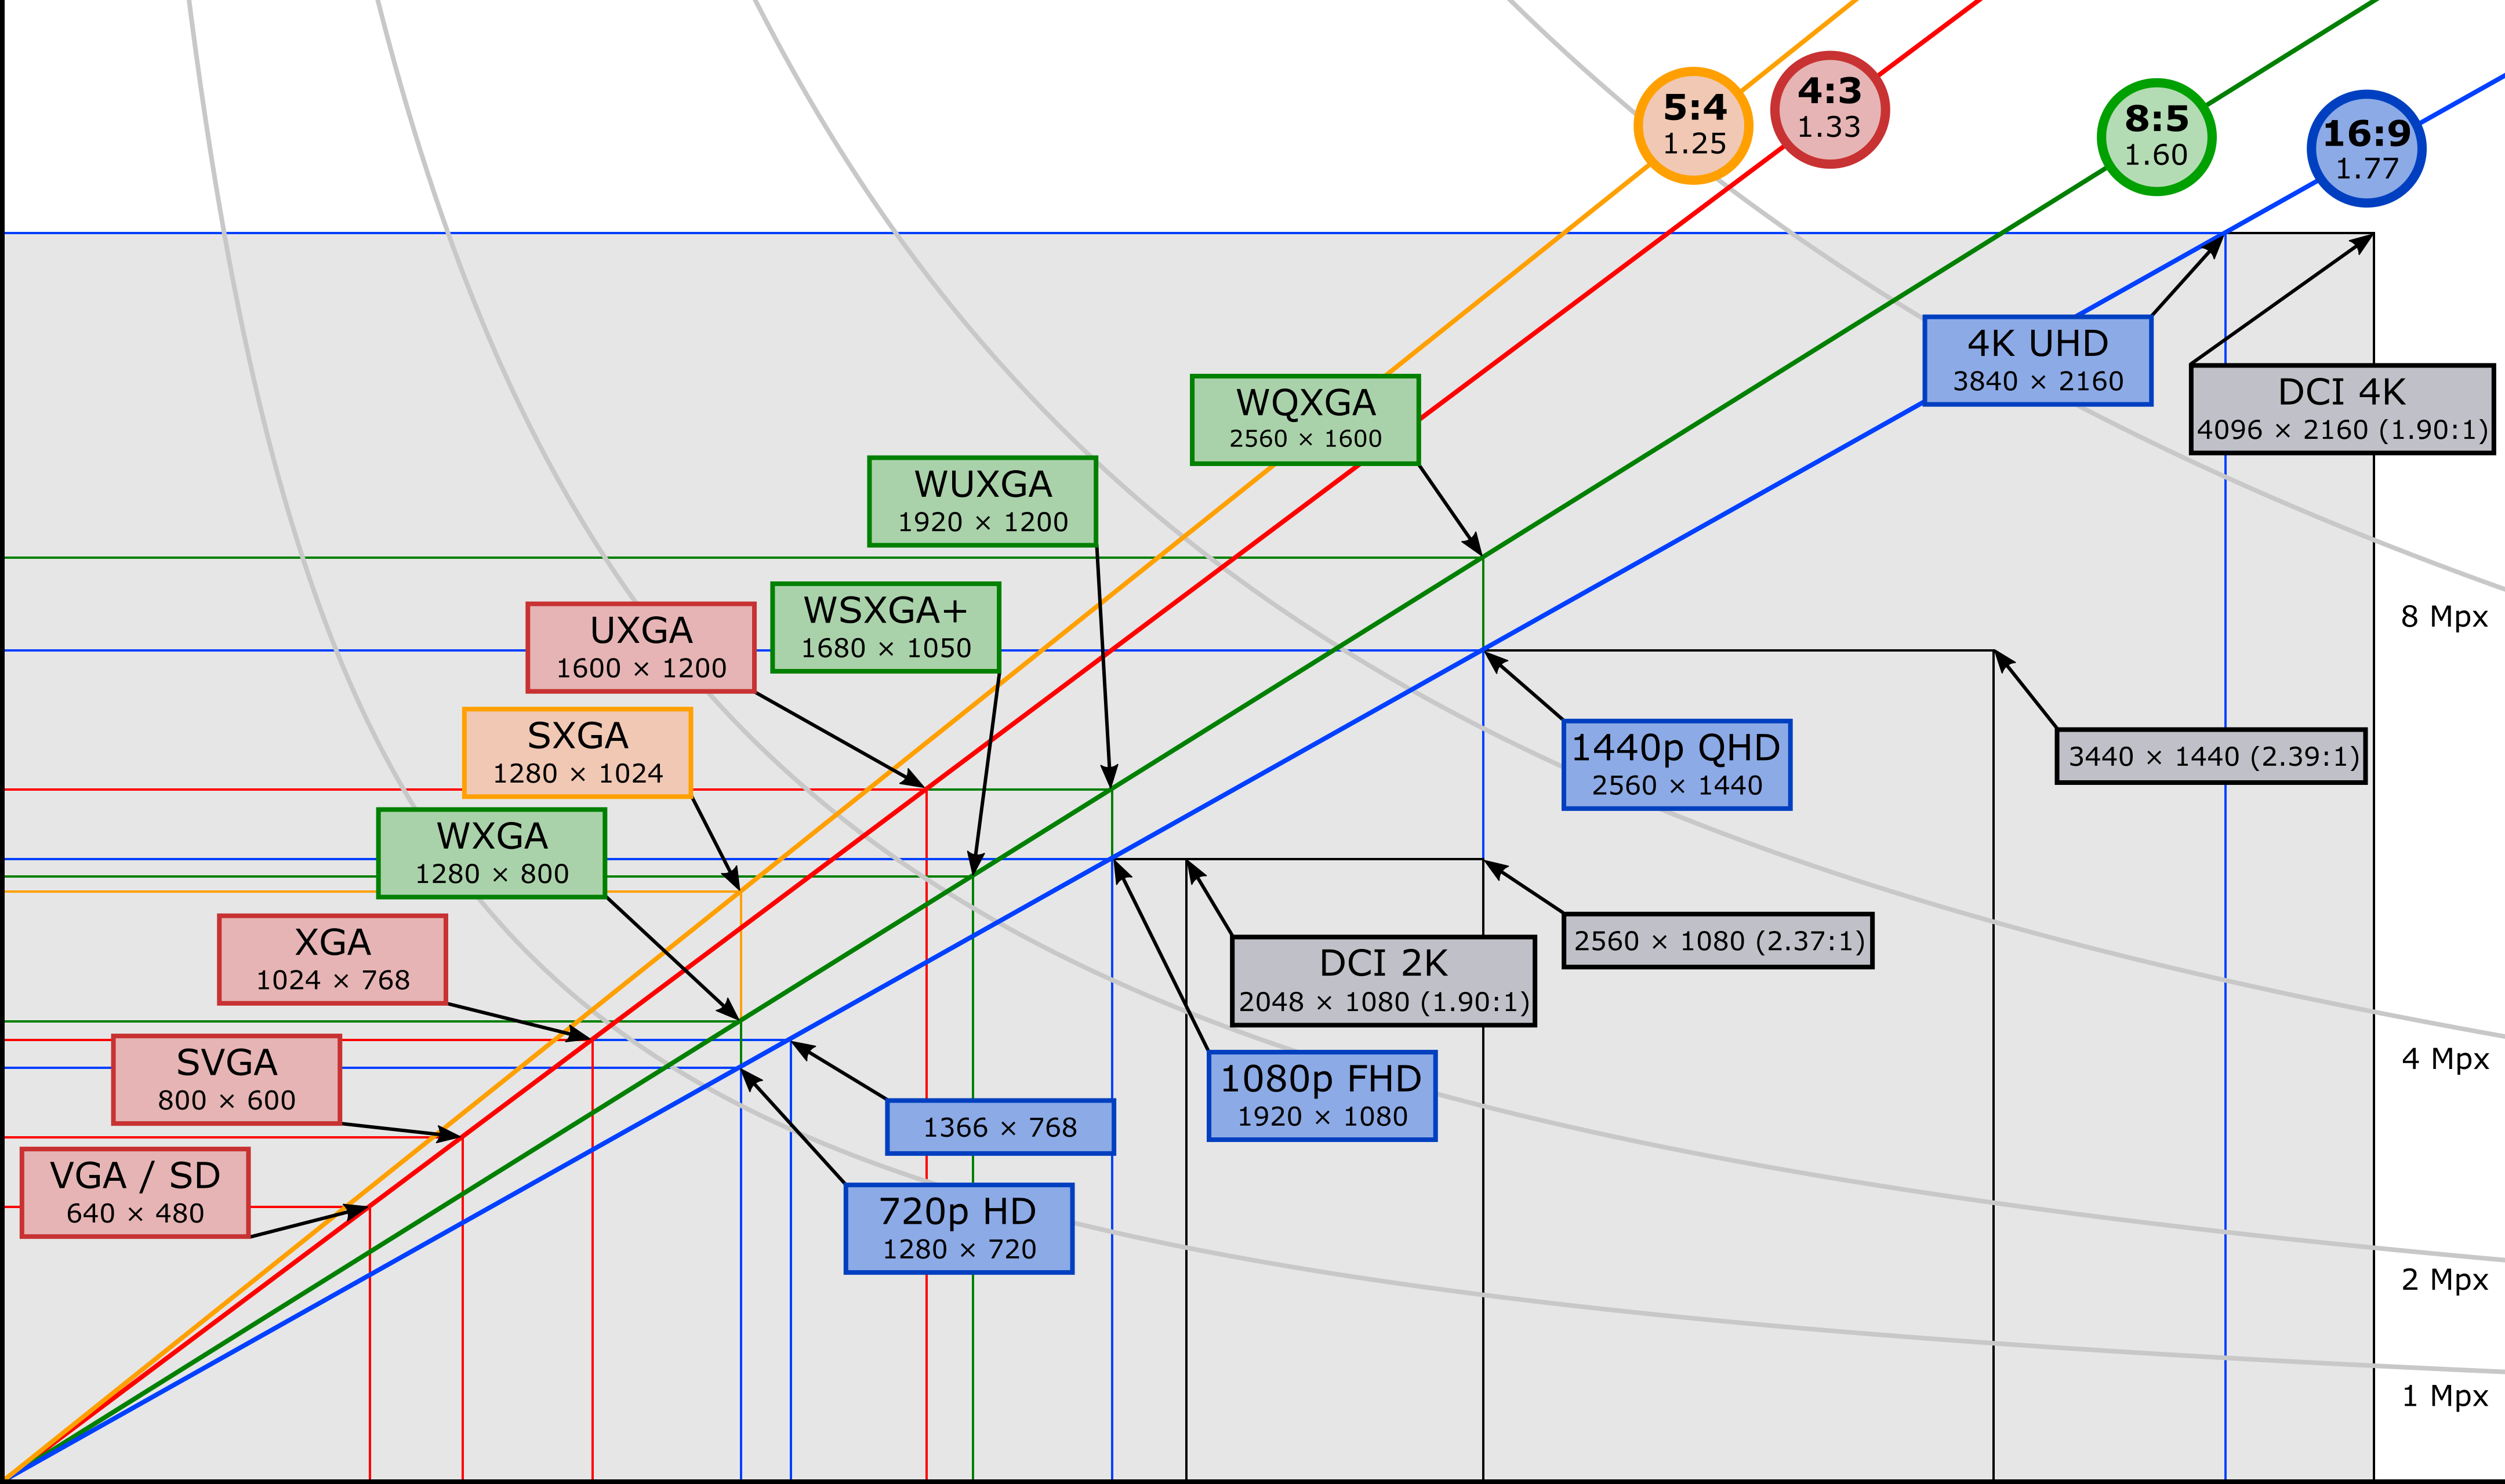 5:4
1.25
4:3
1.33
8:5
1.60
16:9
1.77
4K UHD
3840 × 2160
DCI 4K
4096 × 2160 (1.90:1)
WQXGA
2560 × 1600
WUXGA
1920 × 1200
8 Mpx
UXGA
1600 × 1200
WSXGA+
1680 × 1050
SXGA
1280 × 1024
1440p QHD
2560 × 1440
3440 × 1440 (2.39:1)
WXGA
1280 × 800
XGA
1024 × 768
DCI 2K
2048 × 1080 (1.90:1)
2560 × 1080 (2.37:1)
4 Mpx
SVGA
800 × 600
1366 × 768
1080p FHD
1920 × 1080
VGA / SD
640 × 480
720p HD
1280 × 720
2 Mpx
1 Mpx